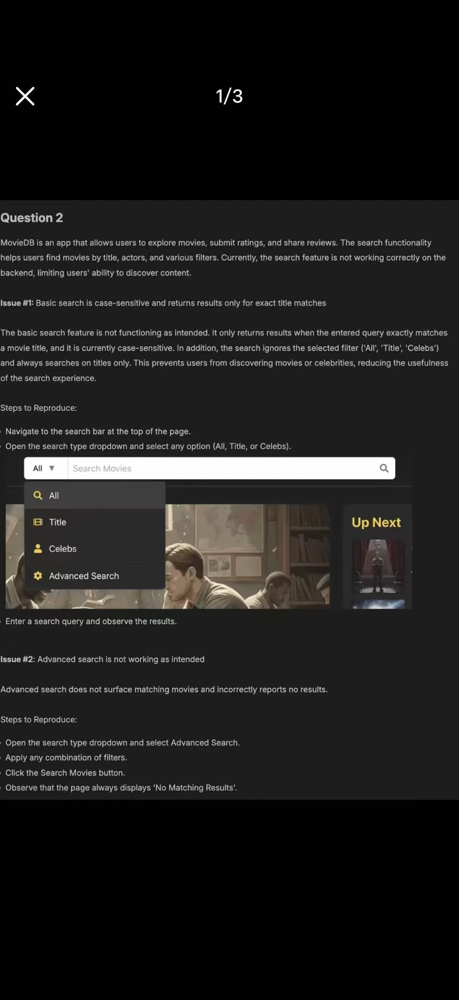 1/3
Question 2
MovieDB is an app that allows users to explore movies, submit ratings, and share reviews. The search functionality
helps users find movies by title, actors, and various filters. Currently, the search feature is not working correctly on the
backend, limiting users' ability to discover content.
Issue #1: Basic search is case-sensitive and returns results only for exact title matches
The basic search feature is not functioning as intended. It only returns results when the entered query exactly matches
a movie title, and it is currently case-sensitive. In addition, the search ignores the selected filter ('All', 'Title', 'Celebs')
and always searches on titles only. This prevents users from discovering movies or celebrities, reducing the usefulness
of the search experience.
Steps to Reproduce:
• Navigate to the search bar at the top of the page.
• Open the search type dropdown and select any option (All, Title, or Celebs).
All ▼ Search Movies
All
Title
Celebs
Advanced Search
Up Next
• Enter a search query and observe the results.
Issue #2: Advanced search is not working as intended
Advanced search does not surface matching movies and incorrectly reports no results.
Steps to Reproduce:
• Open the search type dropdown and select Advanced Search.
• Apply any combination of filters.
• Click the Search Movies button.
• Observe that the page always displays 'No Matching Results'.